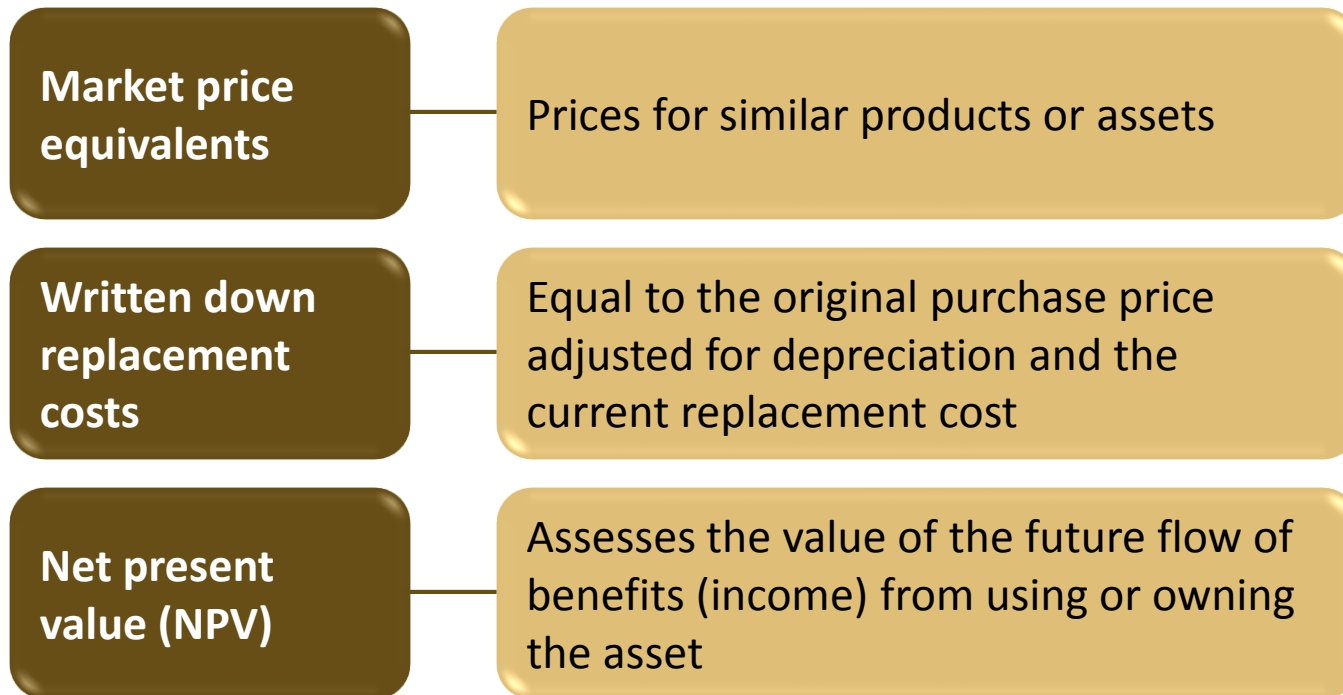 Market price
equivalents
Prices for similar products or assets
Written down
replacement
costs
Equal to the original purchase price
adjusted for depreciation and the
current replacement cost
Net present
value (NPV)
Assesses the value of the future flow of
benefits (income) from using or owning
the asset